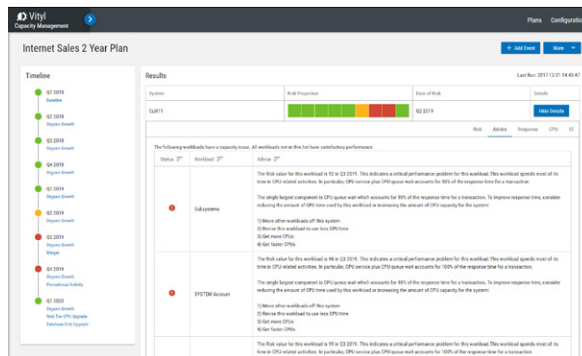 Vityl
Capacity Management
Plans Configuratio
Internet Sales 2 Year Plan
+ Add Event
More
Timeline
Q1 2018
Baseline
Q2 2018
Organic Growth
Q3 2018
Organic Growth
Q4 2018
Organic Growth
Q1 2019
Organic Growth
Q2 2019
Organic Growth
Q3 2019
Organic Growth
Merger
Q4 2019
Organic Growth
Promotional Activity
Q1 2020
Organic Growth
Web Tier CPU Upgrade
Database Disk Upgrade
Results
Last Run: 2017-12-21 14:40:47
System
Risk Projection
Date of Risk
Details
Q2 2019
Hide Details
Risk Advice Response CPU IO
The following workloads have a capacity issue. All workloads not in this list have satisfactory performance.
Status
Workload
Advice
Subsystems
The Risk value for this workload is 92 in Q3 2019. This indicates a critical performance problem for this workload. This workload spends most of its
time in CPU related activities. In particular, CPU service plus CPU queue wait accounts for 98% of the response time for a transaction.
The single largest component is CPU queue wait which accounts for 90% of the response time for a transaction. To improve response time, consider
reducing the amount of CPU time used by this workload or increasing the amount of CPU capacity for the system:
1) Move other workloads off this system
2) Revise this workload to use less CPU time
3) Get more CPUs
4) Get faster CPUs
SYSTEM Account
The Risk value for this workload is 98 in Q3 2019. This indicates a critical performance problem for this workload. This workload spends most of its
time in CPU related activities. In particular, CPU service plus CPU queue wait accounts for 100% of the response time for a transaction.
The single largest component is CPU queue wait which accounts for 98% of the response time for a transaction. To improve response time, consider
reducing the amount of CPU time used by this workload or increasing the amount of CPU capacity for the system:
1) Move other workloads off this system
2) Revise this workload to use less CPU time
3) Get more CPUs
4) Get faster CPUs
The Risk value for this workload is 99 in Q3 2019. This indicates a critical performance problem for this workload. This workload spends most of its
time in CPU related activities. In particular, CPU service plus CPU queue wait accounts for 100% of the response time for a transaction.